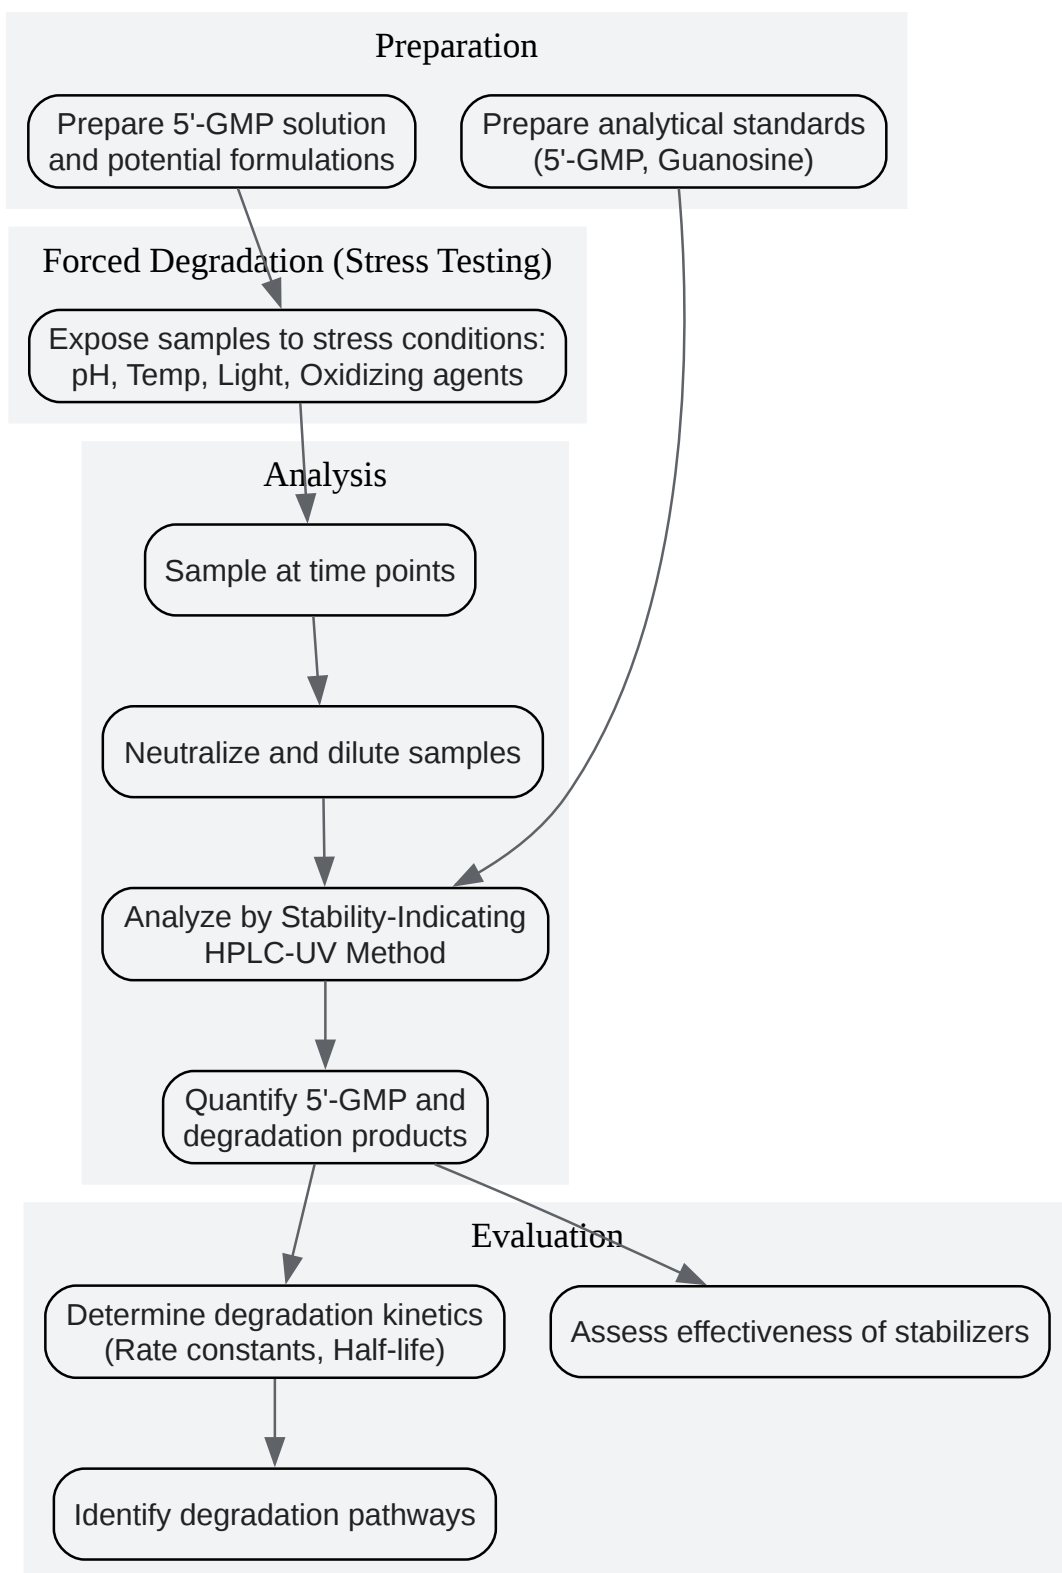 Preparation
Prepare 5'-GMP solution
and potential formulations
Prepare analytical standards
(5'-GMP, Guanosine)
Forced Degradation (Stress Testing)
Expose samples to stress conditions:
pH, Temp, Light, Oxidizing agents
Analysis
Sample at time points
Neutralize and dilute samples
Analyze by Stability-Indicating
HPLC-UV Method
Quantify 5'-GMP and
degradation products
Evaluation
Determine degradation kinetics
(Rate constants, Half-life)
Assess effectiveness of stabilizers
Identify degradation pathways